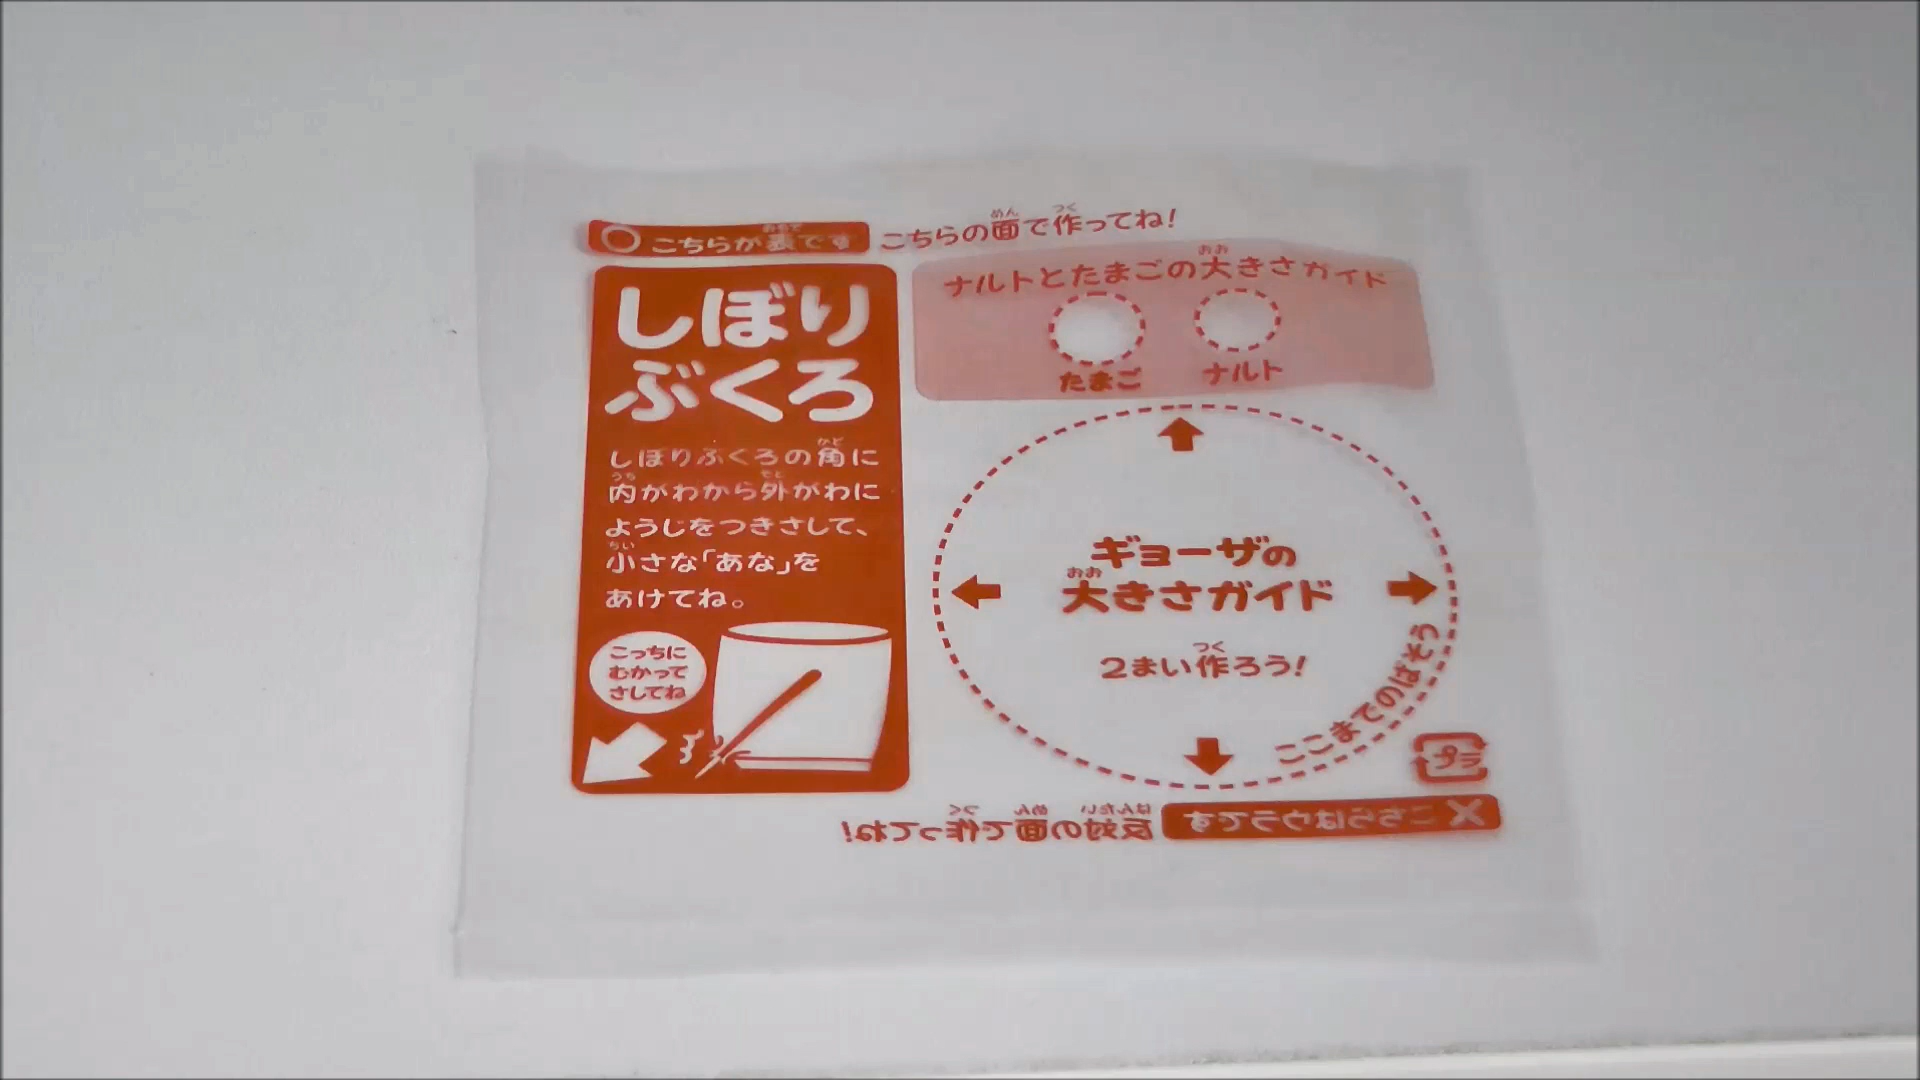 こちらが表です こちらの面で作ってね!
しぼり
ぶくろ
しぼりぶくろの角に
内がわから外がわに
ようじをつきさして、
小さな「あな」を
あけてね。
こっちに
むかって
さしてね
ナルトとたまごの大きさガイド
たまご
ナルト
ギョーザの
大きさガイド
2まい作ろう!
ここまでのばそう
プラ
こちらはウラです
反対の面で作ってね!